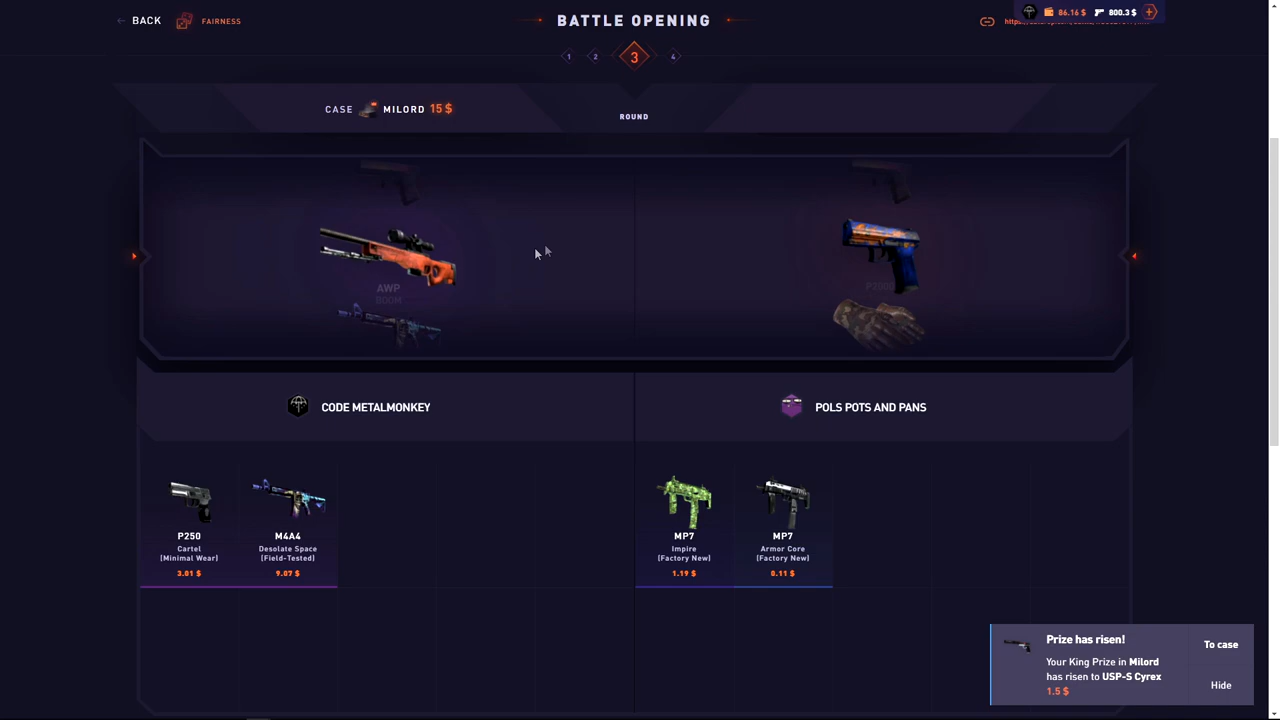 BACK
FAIRNESS
BATTLE OPENING
86.16 $
800.3 $
1
2
3
4
CASE MILORD 15 $
ROUND
AWP
BOOM
P2000
CODE METALMONKEY
POLS POTS AND PANS
P250
Cartel
[Minimal Wear]
3.01 $
M4A4
Desolate Space
[Field-Tested]
9.07 $
MP7
Impire
[Factory New]
1.19 $
MP7
Armor Core
[Factory New]
0.11 $
Prize has risen!
Your King Prize in Milord
has risen to USP-S Cyrex
1.5 $
To case
Hide